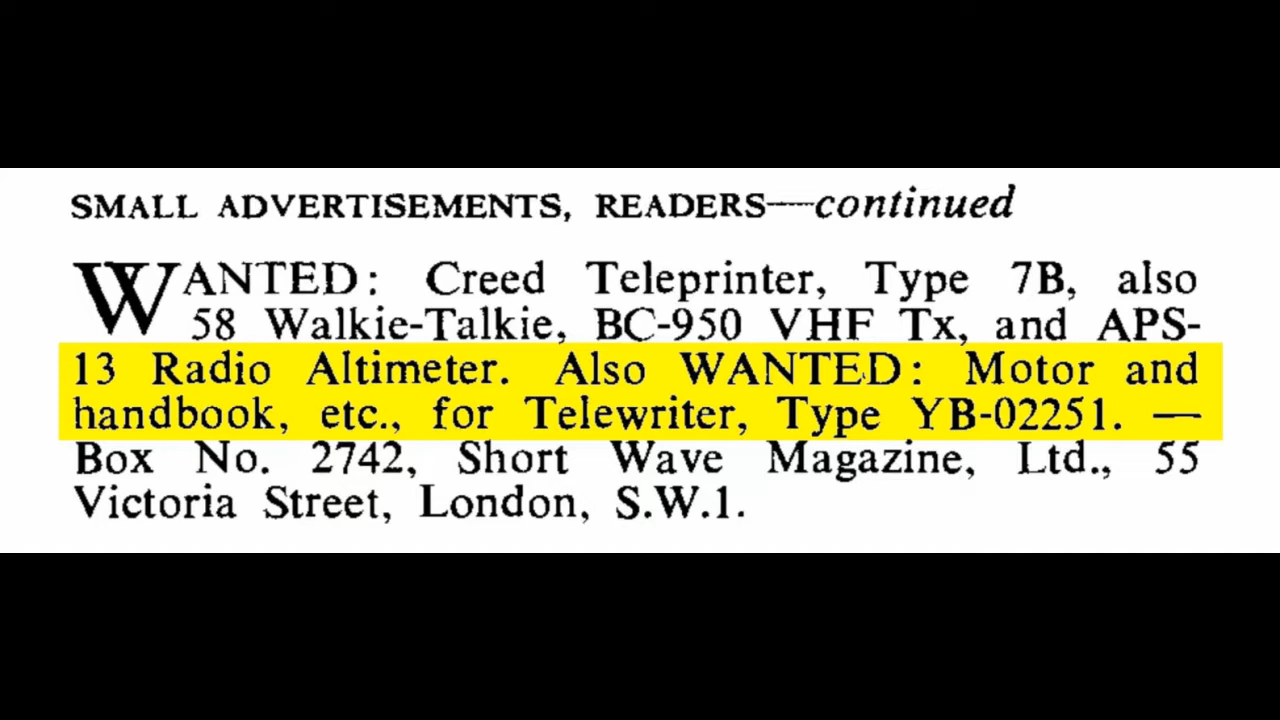 SMALL ADVERTISEMENTS, READERS—continued
WANTED: Creed Teleprinter, Type 7B, also
58 Walkie-Talkie, BC-950 VHF Tx, and APS-
13 Radio Altimeter. Also WANTED: Motor and
handbook, etc., for Telewriter, Type YB-02251. —
Box No. 2742, Short Wave Magazine, Ltd., 55
Victoria Street, London, S.W.1.